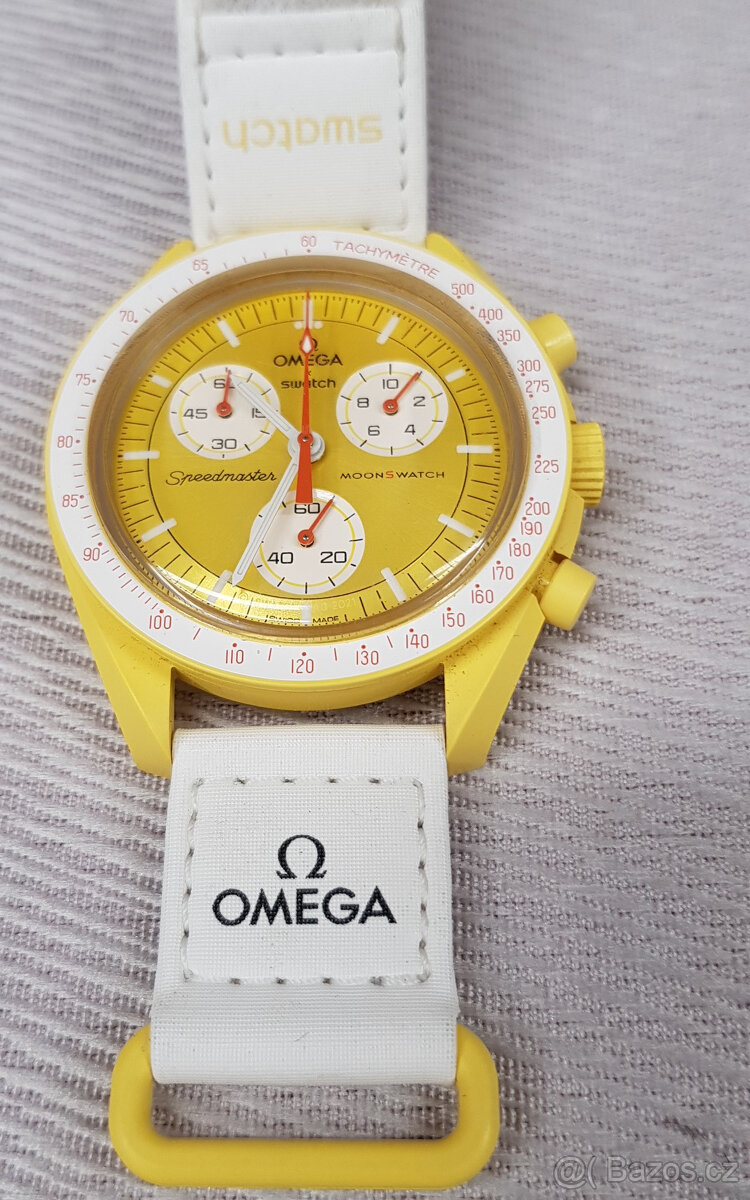 swatch
60 TACHYMÈTRE
65
500
400
70
350
Ω
OMEGA
swatch
300
275
75
250
60
45 15
30
10
8 2
6 4
80
Speedmaster
MOONSWATCH
225
85
60
40 20
200
190
90
180
170
160
100
150
SWISS MADE
140
110
130
120
Ω
OMEGA
@( Bazos.cz